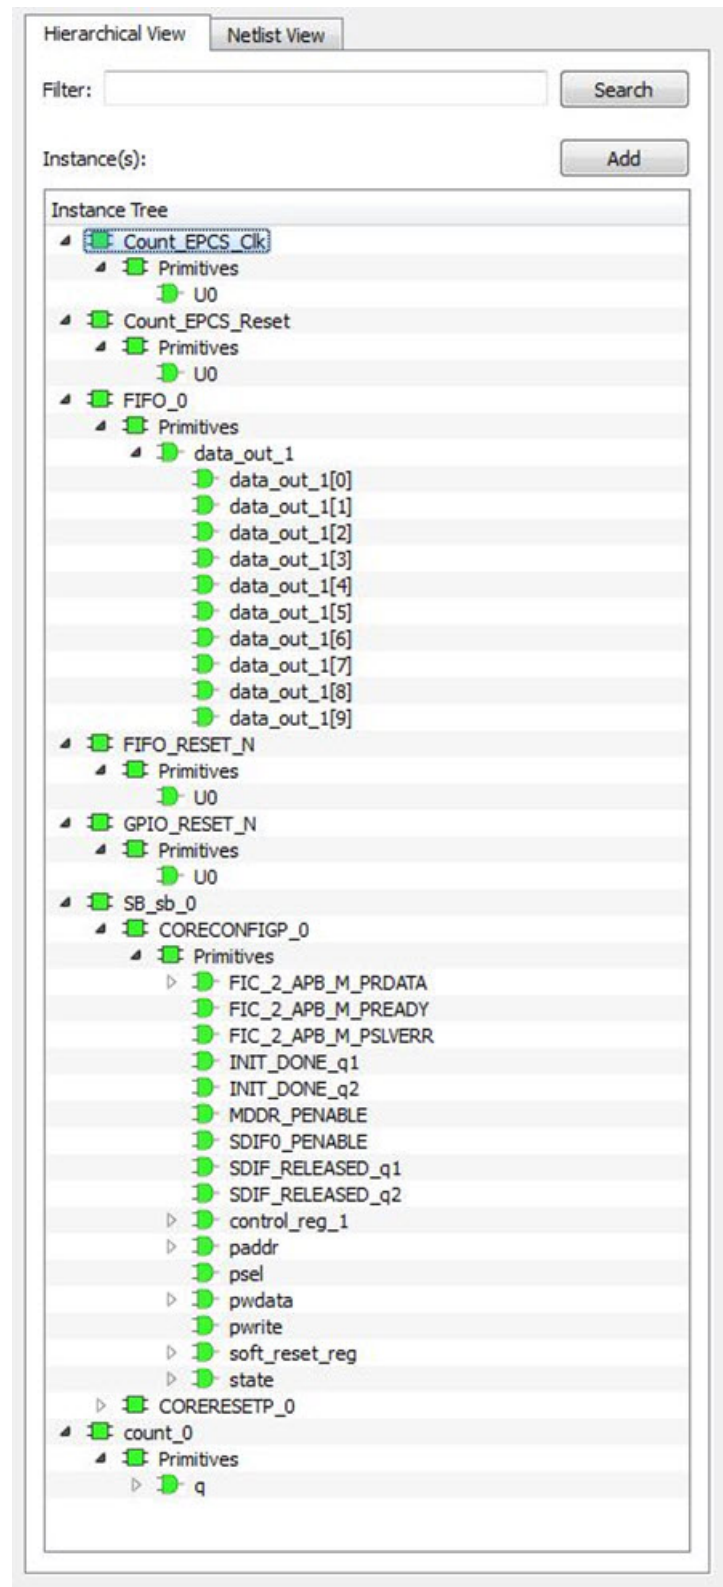 Hierarchical View Netlist View
Filter: Search
Instance(s): Add
Instance Tree
Count_EPCS_Clk
Primitives
U0
Count_EPCS_Reset
Primitives
U0
FIFO_0
Primitives
data_out_1
data_out_1[0]
data_out_1[1]
data_out_1[2]
data_out_1[3]
data_out_1[4]
data_out_1[5]
data_out_1[6]
data_out_1[7]
data_out_1[8]
data_out_1[9]
FIFO_RESET_N
Primitives
U0
GPIO_RESET_N
Primitives
U0
SB_sb_0
CORECONFIGP_0
Primitives
FIC_2_APB_M_PRDATA
FIC_2_APB_M_PREADY
FIC_2_APB_M_PSLVERR
INIT_DONE_q1
INIT_DONE_q2
MDDR_PENABLE
SDIF0_PENABLE
SDIF_RELEASED_q1
SDIF_RELEASED_q2
control_reg_1
paddr
psel
pwdata
pwrite
soft_reset_reg
state
CORERESETP_0
count_0
Primitives
q